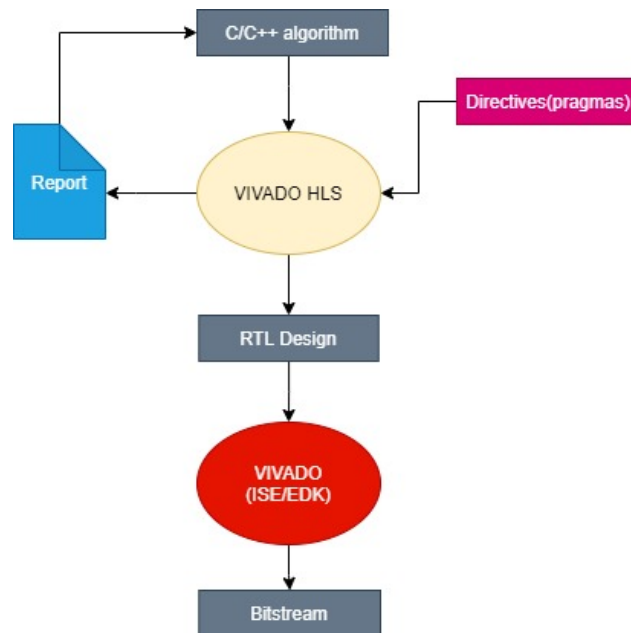 C/C++ algorithm
Directives(pragmas)
Report
VIVADO HLS
RTL Design
VIVADO
(ISE/EDK)
Bitstream